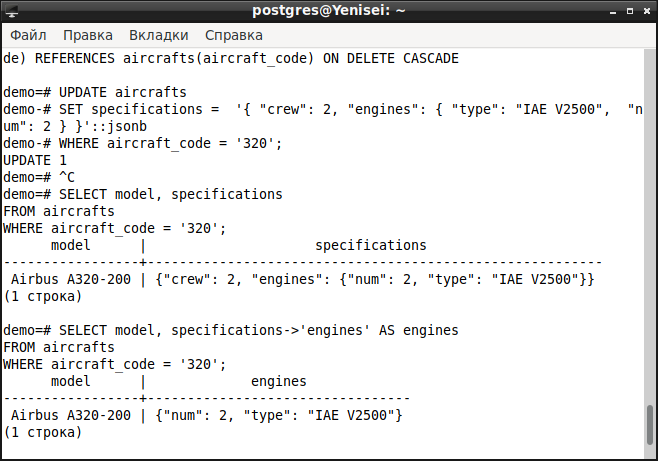 postgres@Yenisei: ~
Файл Правка Вкладки Справка
de) REFERENCES aircrafts(aircraft_code) ON DELETE CASCADE
demo=# UPDATE aircrafts
demo-# SET specifications =  '{ "crew": 2, "engines": { "type": "IAE V2500",  "n
um": 2 } }'::jsonb
demo-# WHERE aircraft_code = '320';
UPDATE 1
demo=# ^C
demo=# SELECT model, specifications
FROM aircrafts
WHERE aircraft_code = '320';
      model      |                     specifications
-----------------+---------------------------------------------------------
 Airbus A320-200 | {"crew": 2, "engines": {"num": 2, "type": "IAE V2500"}}
(1 строка)
demo=# SELECT model, specifications->'engines' AS engines
FROM aircrafts
WHERE aircraft_code = '320';
      model      |             engines
-----------------+---------------------------------
 Airbus A320-200 | {"num": 2, "type": "IAE V2500"}
(1 строка)